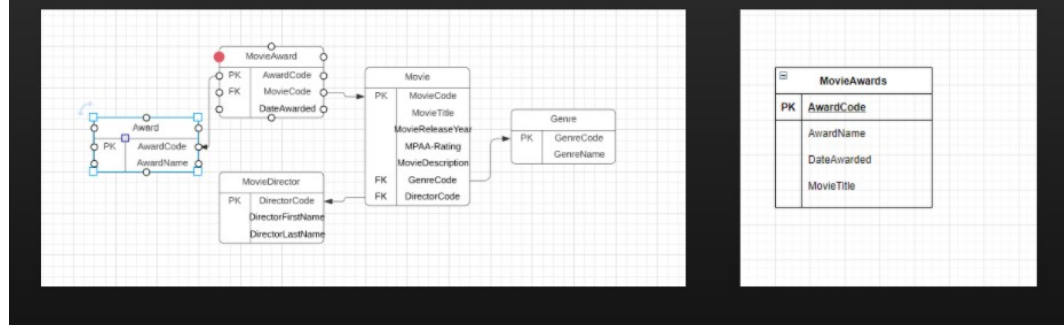 MovieAward
PK AwardCode
FK MovieCode
DateAwarded
Award
PK AwardCode
AwardName
Movie
PK MovieCode
MovieTitle
MovieReleaseYear
MPAA-Rating
MovieDescription
FK GenreCode
FK DirectorCode
Genre
PK GenreCode
GenreName
MovieDirector
PK DirectorCode
DirectorFirstName
DirectorLastName
MovieAwards
PK AwardCode
AwardName
DateAwarded
MovieTitle